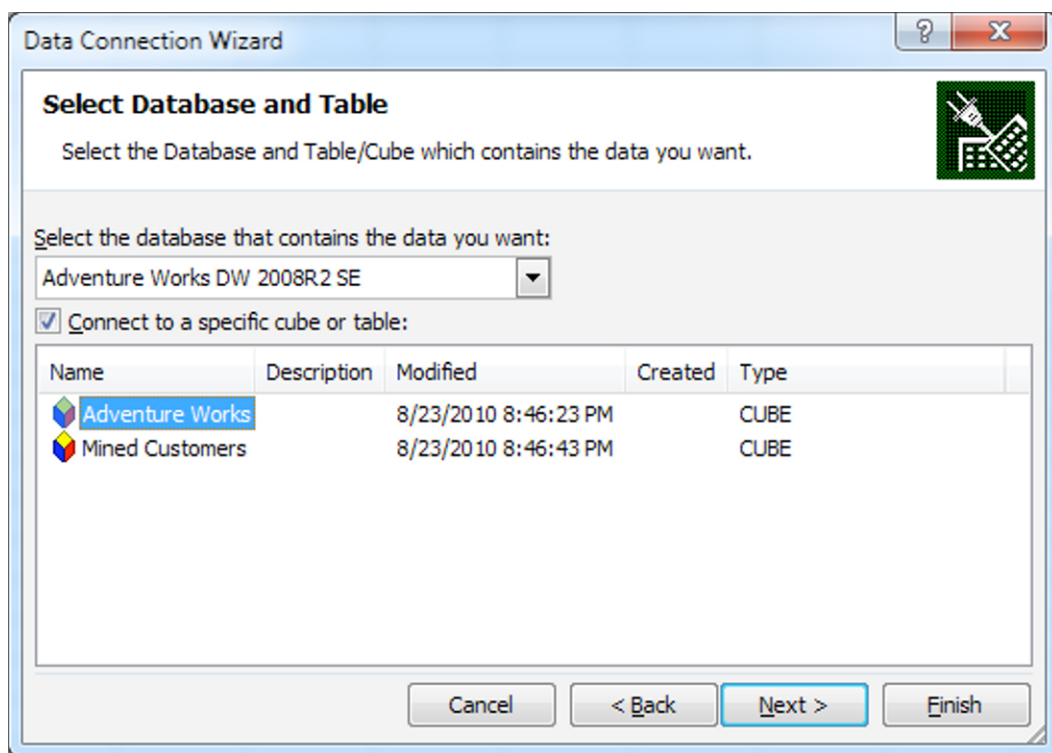 Data Connection Wizard
Select Database and Table
Select the Database and Table/Cube which contains the data you want.
Select the database that contains the data you want:
Adventure Works DW 2008R2 SE
Connect to a specific cube or table:
Name Description Modified Created Type
Adventure Works 8/23/2010 8:46:23 PM CUBE
Mined Customers 8/23/2010 8:46:43 PM CUBE
Cancel < Back Next > Finish